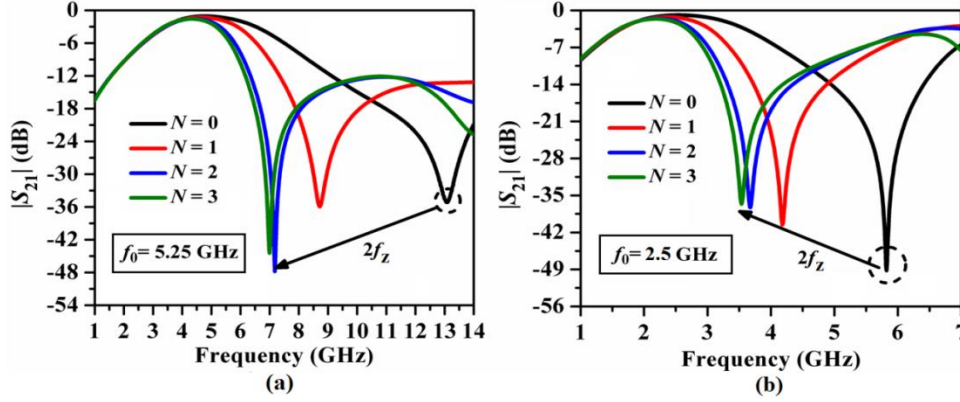 0
-6
-12
-18
-24
-30
-36
-42
-48
-54
|S21| (dB)
N = 0
N = 1
N = 2
N = 3
f0= 5.25 GHz
2fz
1 2 3 4 5 6 7 8 9 10 11 12 13 14
Frequency (GHz)
(a)
0
-7
-14
-21
-28
-35
-42
-49
-56
|S21| (dB)
N = 0
N = 1
N = 2
N = 3
f0= 2.5 GHz
2fz
1 2 3 4 5 6 7
Frequency (GHz)
(b)